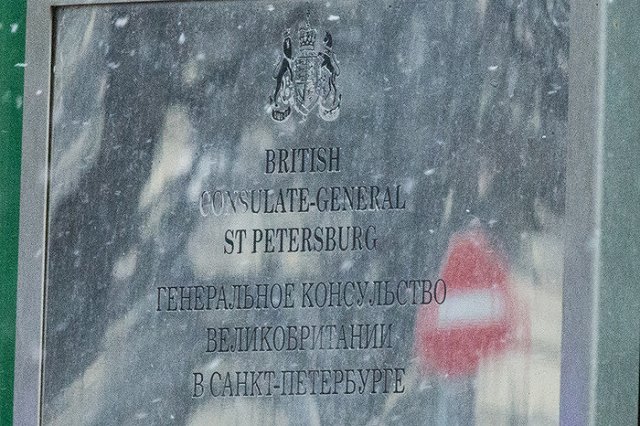 BRITISH
CONSULATE-GENERAL
ST PETERSBURG
ГЕНЕРАЛЬНОЕ КОНСУЛЬСТВО
ВЕЛИКОБРИТАНИИ
В САНКТ-ПЕТЕРБУРГЕ